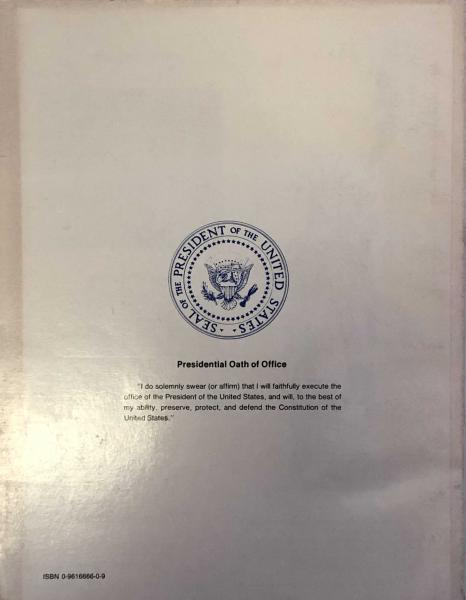 SEAL OF THE PRESIDENT OF THE UNITED STATES
Presidential Oath of Office
"I do solemnly swear (or affirm) that I will faithfully execute the
office of the President of the United States, and will, to the best of
my ability, preserve, protect, and defend the Constitution of the
United States."
ISBN 0-9616666-0-9